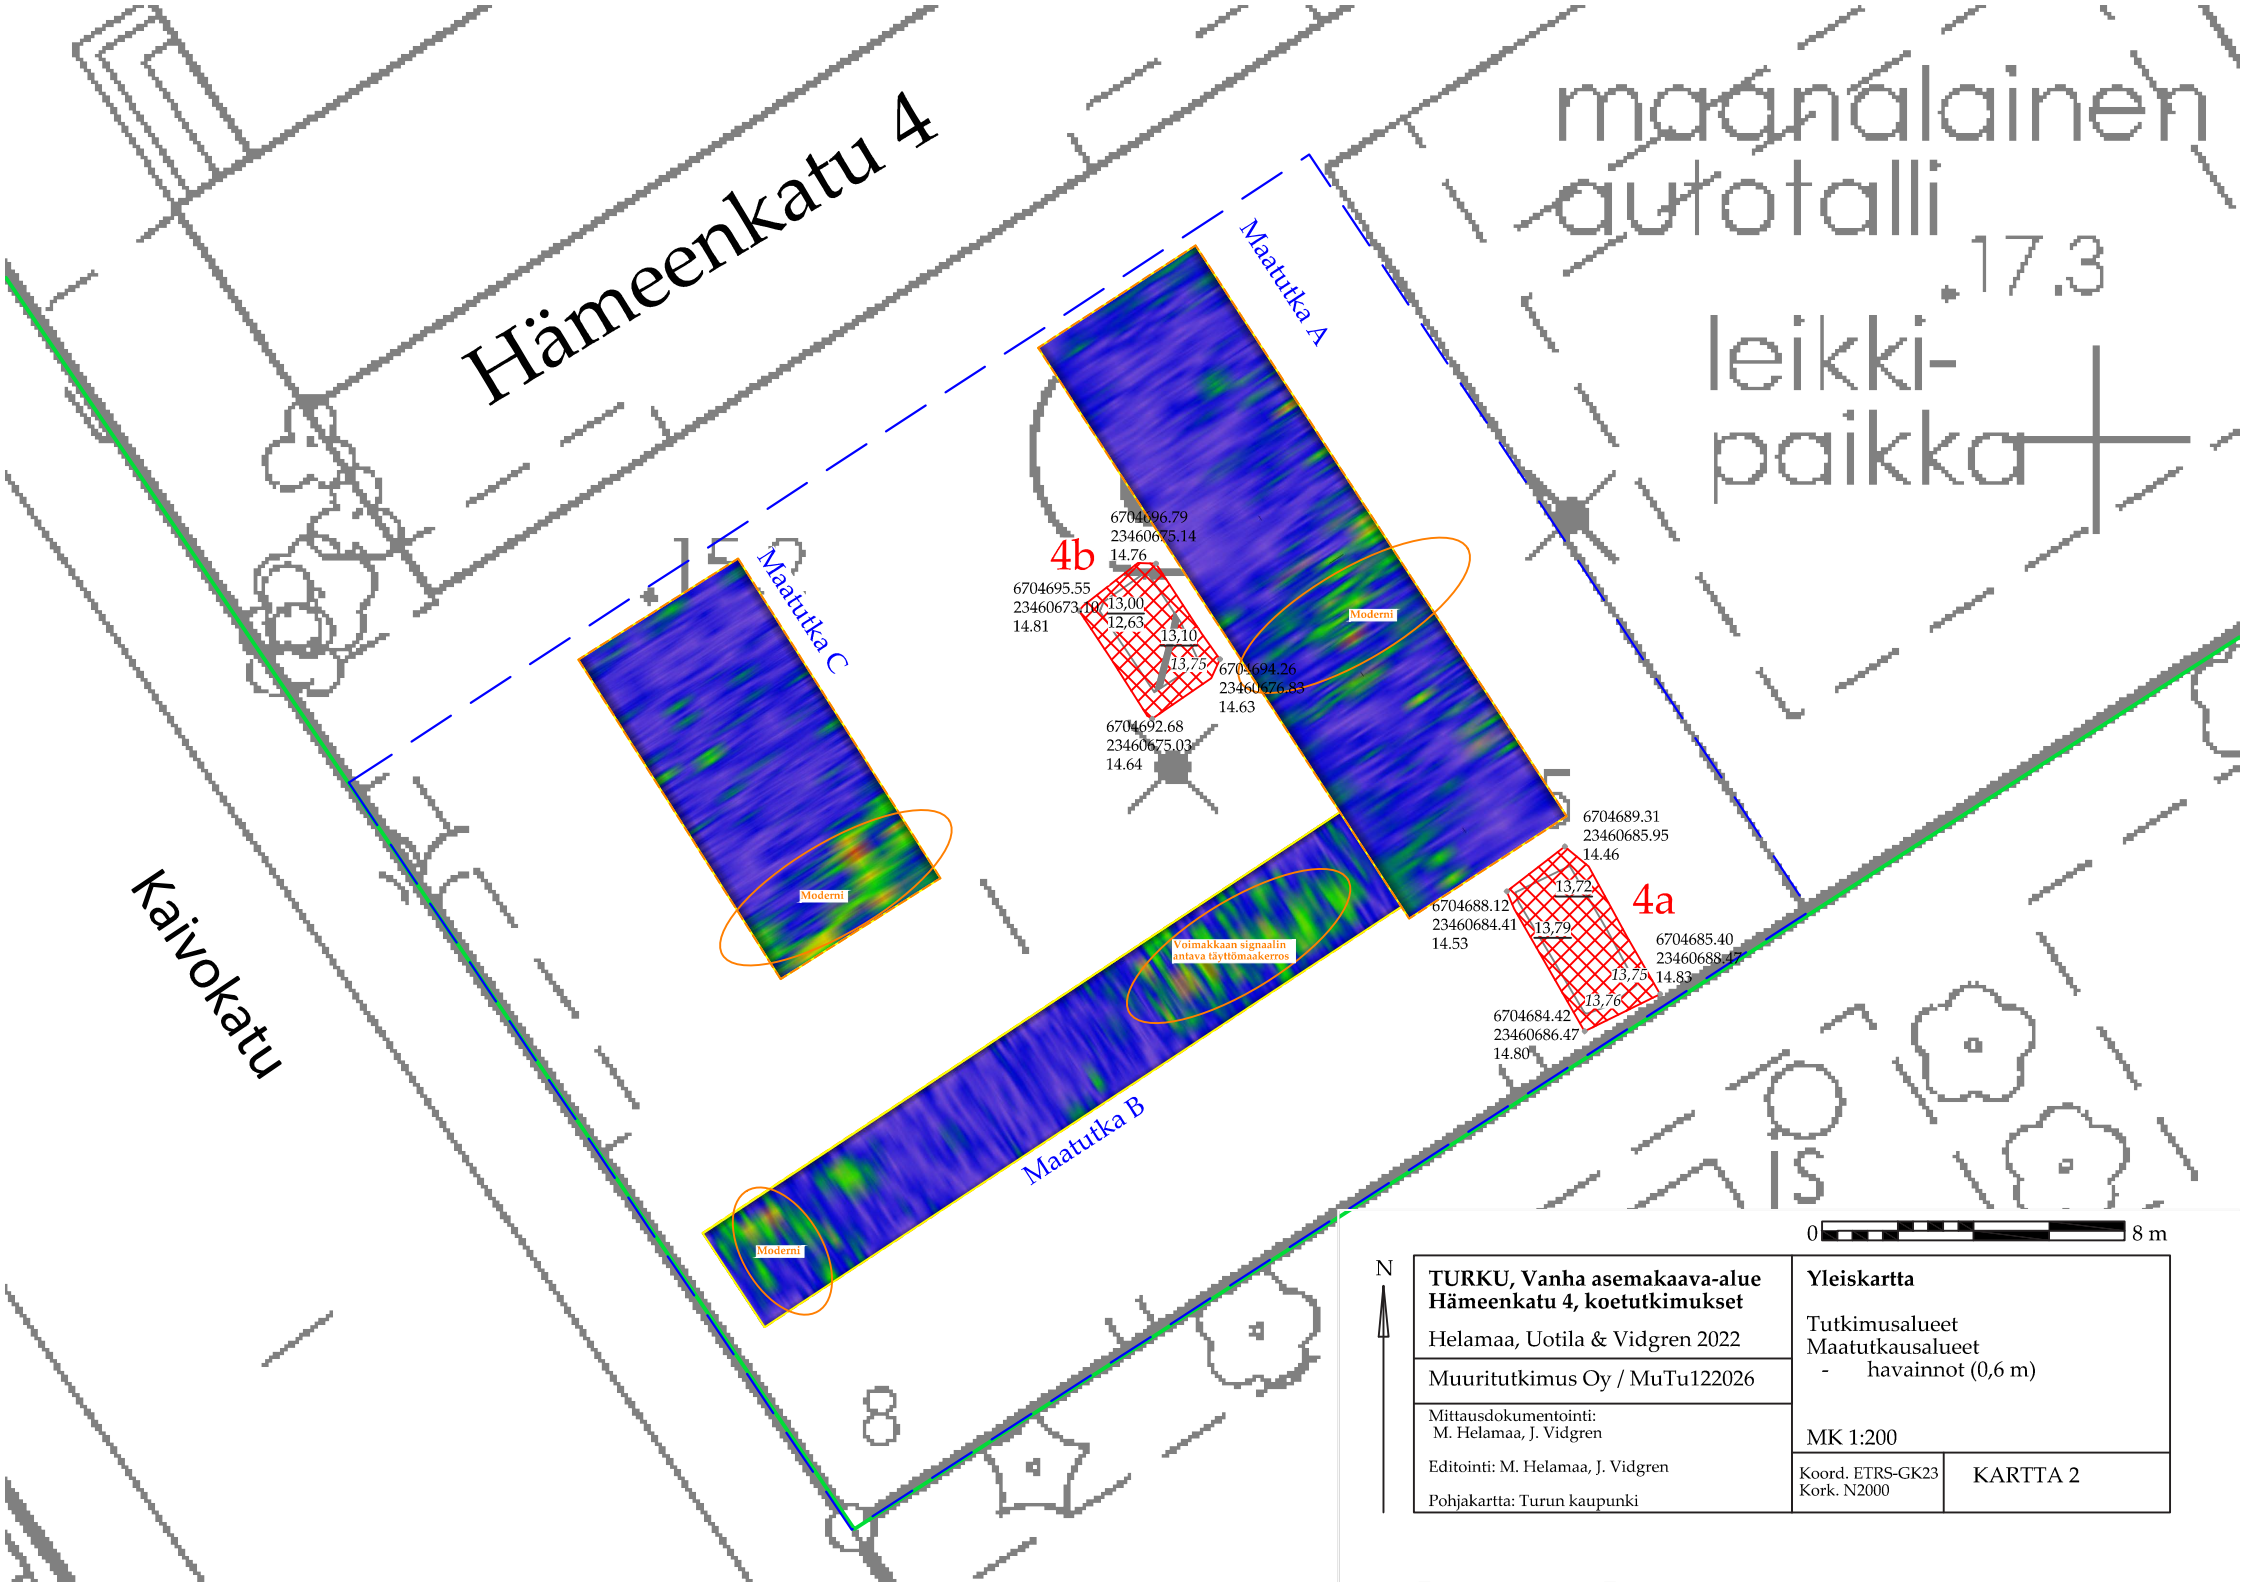 maanalainen
autotalli
.17.3
leikki-
paikka
Hämeenkatu 4
Maatutka A
Maatutka C
Maatutka B
Kaivokatu
4b
6704696.79
23460675.14
14.76
6704695.55
23460673.10
14.81
13,00
12,63
13,10
13,75
6704694.26
23460676.83
14.63
6704692.68
23460675.03
14.64
Moderni
Moderni
Voimakkaan signaalin
antava täyttömaakerros
Moderni
4a
6704689.31
23460685.95
14.46
6704688.12
23460684.41
14.53
13,72
13,79
13,75
13,76
6704685.40
23460688.47
14.83
6704684.42
23460686.47
14.80
8
0 8 m
N
TURKU, Vanha asemakaava-alue
Hämeenkatu 4, koetutkimukset
Helamaa, Uotila & Vidgren 2022
Muuritutkimus Oy / MuTu122026
Mittausdokumentointi:
M. Helamaa, J. Vidgren
Editointi: M. Helamaa, J. Vidgren
Pohjakartta: Turun kaupunki
Yleiskartta
Tutkimusalueet
Maatutkausalueet
- havainnot (0,6 m)
MK 1:200
Koord. ETRS-GK23
Kork. N2000
KARTTA 2